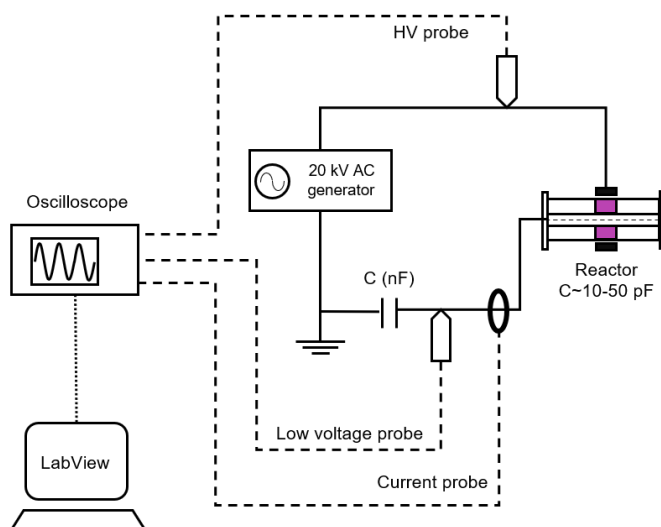 HV probe
20 kV AC
generator
Oscilloscope
Reactor
C~10-50 pF
C (nF)
Low voltage probe
LabView
Current probe